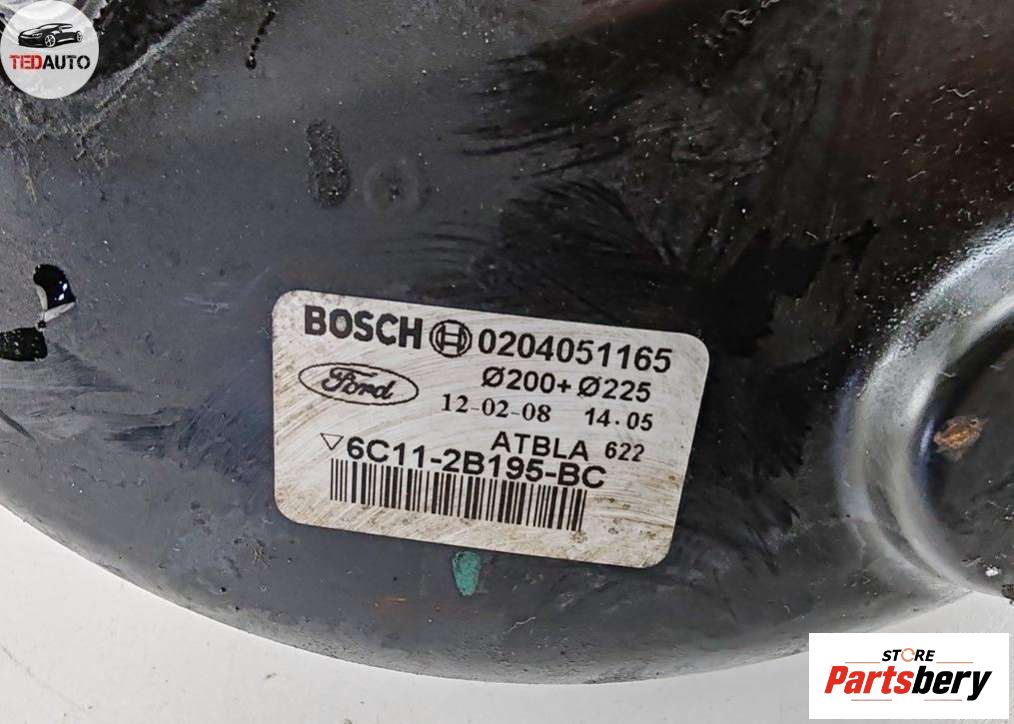 TEDAUTO
BOSCH 0204051165
Ford Ø200+Ø225
12-02-08 14.05
ATBLA 622
▽6C11-2B195-BC
STORE
Partsbery